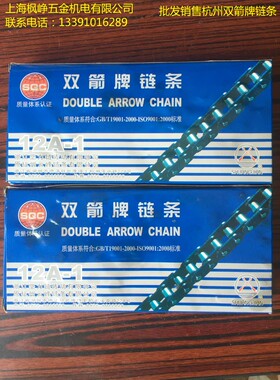 上海枫峥五金机电有限公司
联系电话：13391016289
批发销售杭州双箭牌链条
SQC
质量体系认证
双箭牌链条
DOUBLE ARROW CHAIN
质量体系符合:GB/T19001-2000-ISO9001:2000标准
12A-1
SQC
质量体系认证
双箭牌链条
DOUBLE ARROW CHAIN
质量体系符合:GB/T19001-2000-ISO9001:2000标准
12A-1